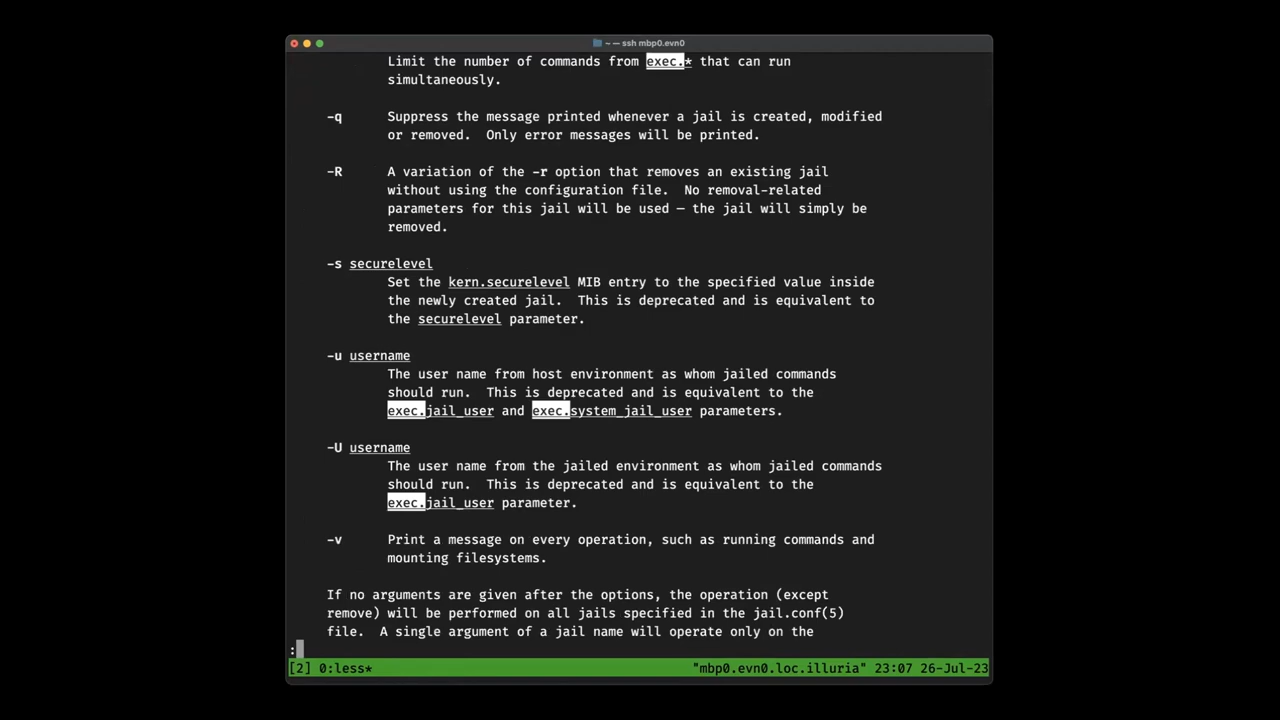 ~ — ssh mbp0.evn0
Limit the number of commands from exec.* that can run
simultaneously.
-q Suppress the message printed whenever a jail is created, modified
or removed. Only error messages will be printed.
-R A variation of the -r option that removes an existing jail
without using the configuration file. No removal-related
parameters for this jail will be used — the jail will simply be
removed.
-s securelevel
Set the kern.securelevel MIB entry to the specified value inside
the newly created jail. This is deprecated and is equivalent to
the securelevel parameter.
-u username
The user name from host environment as whom jailed commands
should run. This is deprecated and is equivalent to the
exec.jail_user and exec.system_jail_user parameters.
-U username
The user name from the jailed environment as whom jailed commands
should run. This is deprecated and is equivalent to the
exec.jail_user parameter.
-v Print a message on every operation, such as running commands and
mounting filesystems.
If no arguments are given after the options, the operation (except
remove) will be performed on all jails specified in the jail.conf(5)
file. A single argument of a jail name will operate only on the
:
[2] 0:less* "mbp0.evn0.loc.illuria" 23:07 26-Jul-23